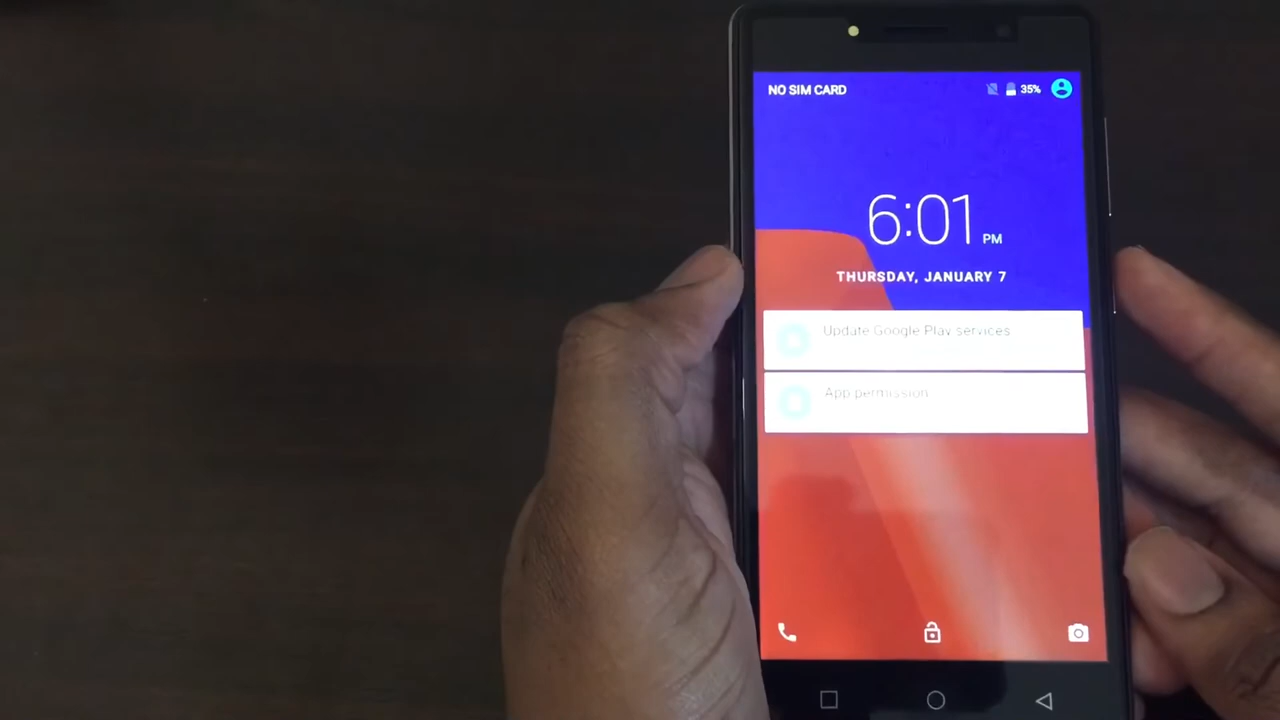 NO SIM CARD 35%
6:01 PM
THURSDAY, JANUARY 7
Update Google Play services
App permission